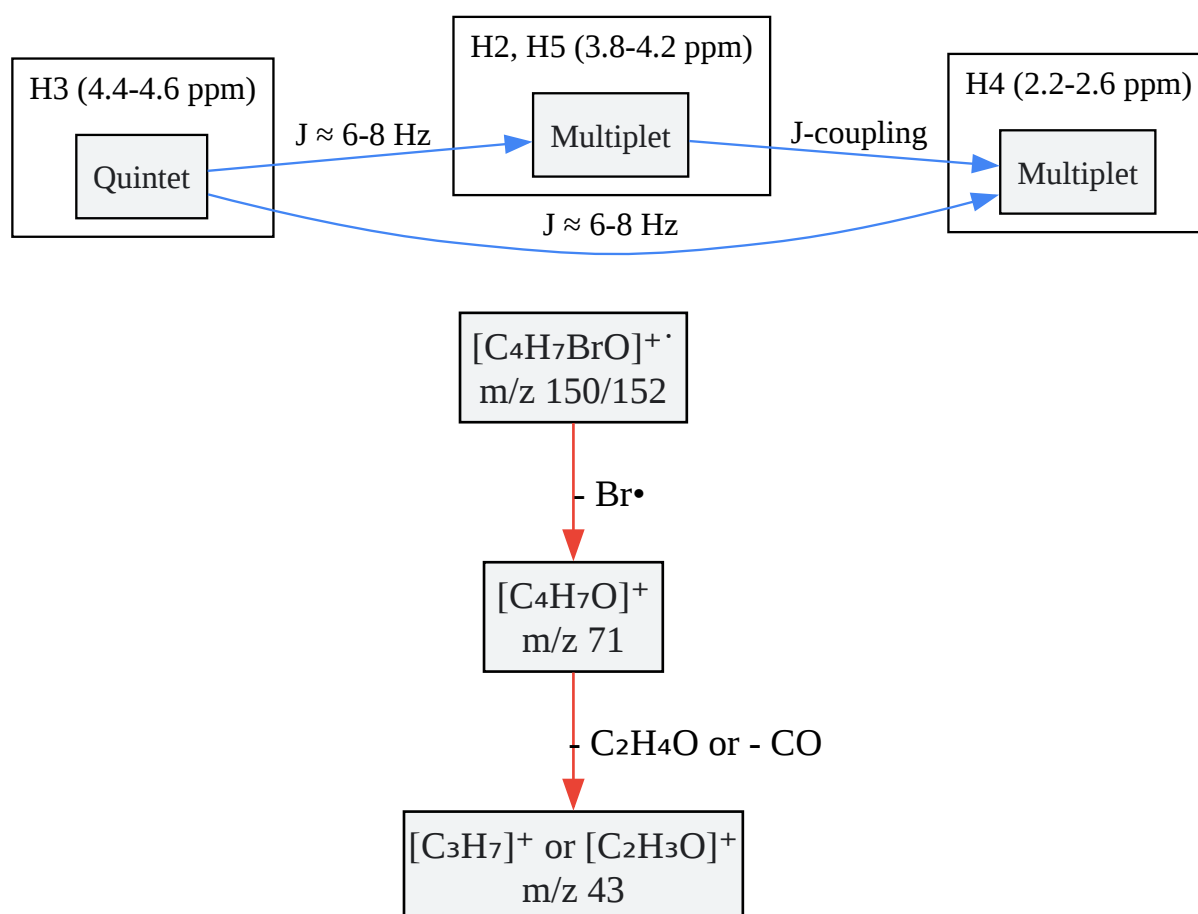 H3 (4.4-4.6 ppm)
Quintet
J ≈ 6-8 Hz
H2, H5 (3.8-4.2 ppm)
Multiplet
J-coupling
H4 (2.2-2.6 ppm)
Multiplet
J ≈ 6-8 Hz
[C₄H₇BrO]⁺˙
m/z 150/152
- Br•
[C₄H₇O]⁺
m/z 71
- C₂H₄O or - CO
[C₃H₇]⁺ or [C₂H₃O]⁺
m/z 43